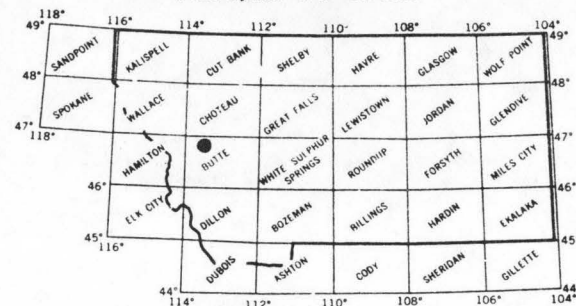 118° 116° 114° 112° 110° 108° 106° 104°
49° 49°
SANDPOINT KALISPELL CUT BANK SHELBY HAVRE GLASGOW WOLF POINT
48° 48°
SPOKANE WALLACE CHOTEAU GREAT FALLS LEWISTOWN JORDAN GLENDIVE
47° 47°
118°
HAMILTON BUTTE WHITE SULPHUR SPRINGS ROUNDUP FORSYTH MILES CITY
46° 46°
ELK CITY DILLON BOZEMAN BILLINGS HARDIN EKALAKA
45° 45°
116°
DUBOIS ASHTON CODY SHERIDAN GILLETTE
44° 44°
114° 112° 110° 108° 106° 104°